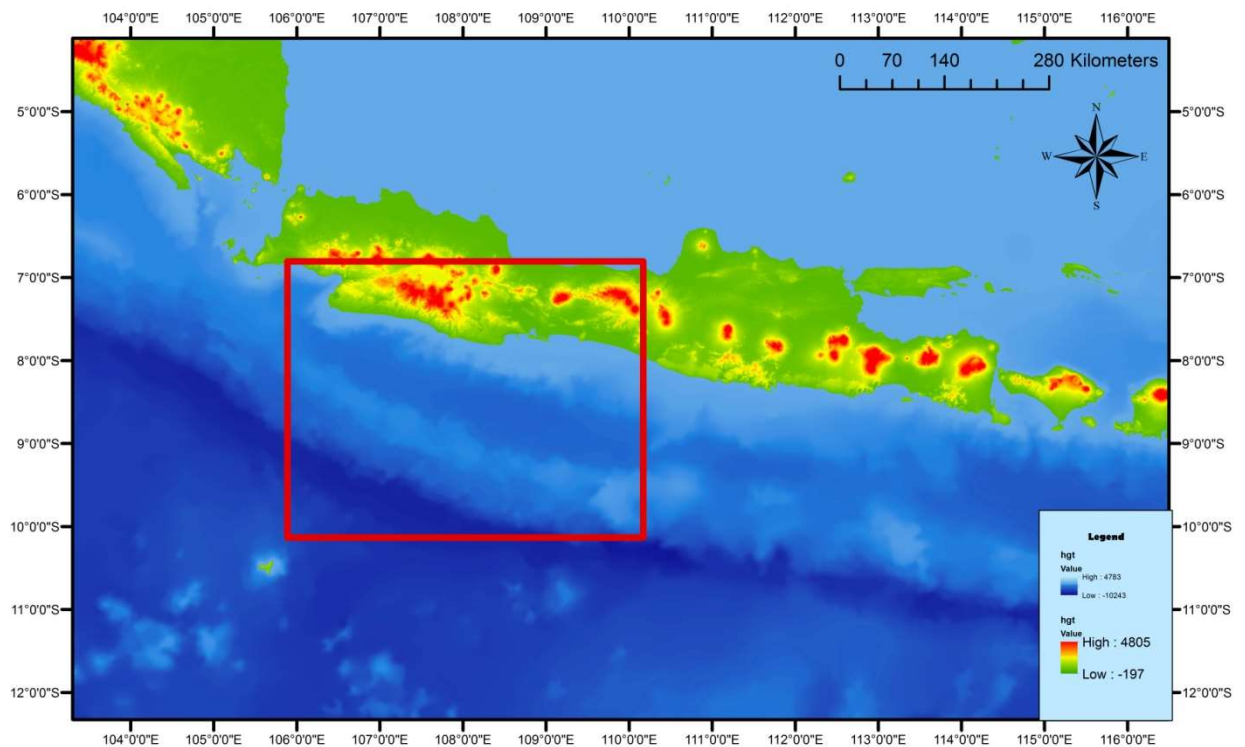 104°0'0"E 105°0'0"E 106°0'0"E 107°0'0"E 108°0'0"E 109°0'0"E 110°0'0"E 111°0'0"E 112°0'0"E 113°0'0"E 114°0'0"E 115°0'0"E 116°0'0"E
0 70 140 280 Kilometers
5°0'0"S 5°0'0"S
N
W E
S
6°0'0"S 6°0'0"S
7°0'0"S 7°0'0"S
8°0'0"S 8°0'0"S
9°0'0"S 9°0'0"S
10°0'0"S 10°0'0"S
11°0'0"S 11°0'0"S
12°0'0"S 12°0'0"S
Legend
hgt
Value
High : 4783
Low : -10243
hgt
Value
High : 4805
Low : -197
104°0'0"E 105°0'0"E 106°0'0"E 107°0'0"E 108°0'0"E 109°0'0"E 110°0'0"E 111°0'0"E 112°0'0"E 113°0'0"E 114°0'0"E 115°0'0"E 116°0'0"E